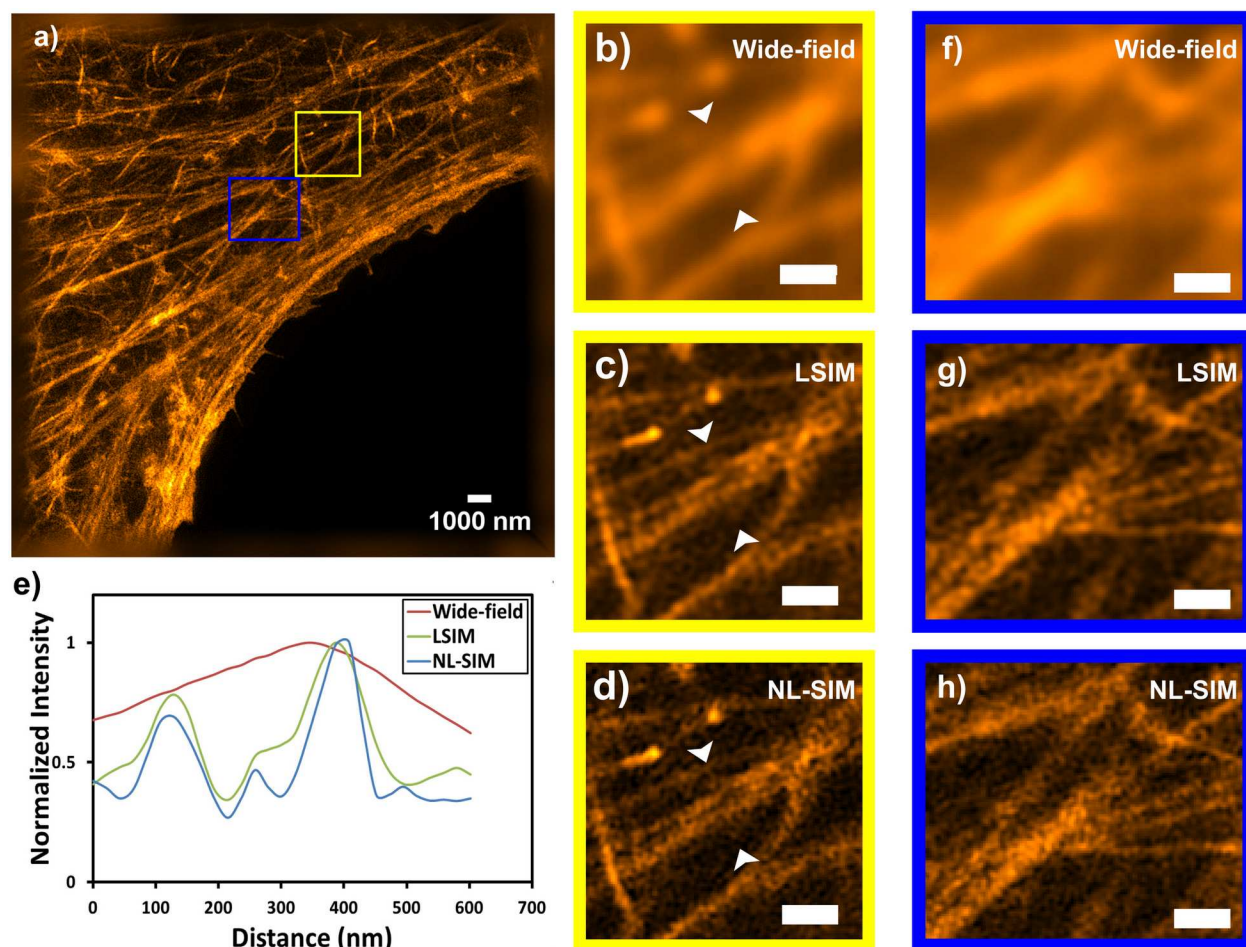 a)
1000 nm
b)
Wide-field
c)
LSIM
d)
NL-SIM
e)
Wide-field
LSIM
NL-SIM
Normalized Intensity
1
0.5
0
0 100 200 300 400 500 600 700
Distance (nm)
f)
Wide-field
g)
LSIM
h)
NL-SIM